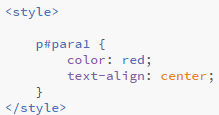 <style>
p#para1 {
color: red;
text-align: center;
}
</style>